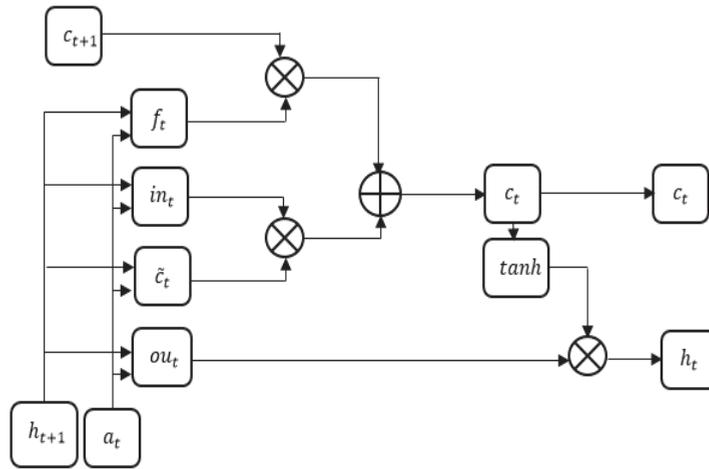 c_{t+1}
f_t
in_t
c_t
c_t
c̃_t
tanh
ou_t
h_t
h_{t+1}
a_t